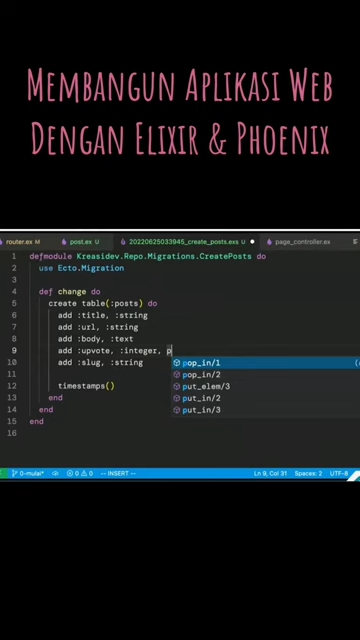 MEMBANGUN APLIKASI WEB
DENGAN ELIXIR & PHOENIX
router.ex M
post.ex U
20220625033945_create_posts.exs U
page_controller.ex
1 defmodule Kreasidev.Repo.Migrations.CreatePosts do
2 use Ecto.Migration
3
4 def change do
5 create table(:posts) do
6 add :title, :string
7 add :url, :string
8 add :body, :text
9 add :upvote, :integer, p
10 add :slug, :string
11
12 timestamps()
13 end
14 end
15 end
16
pop_in/1
pop_in/2
put_elem/3
put_in/2
put_in/3
0-mulai* 0 0 -- INSERT -- Ln 9, Col 31 Spaces: 2 UTF-8